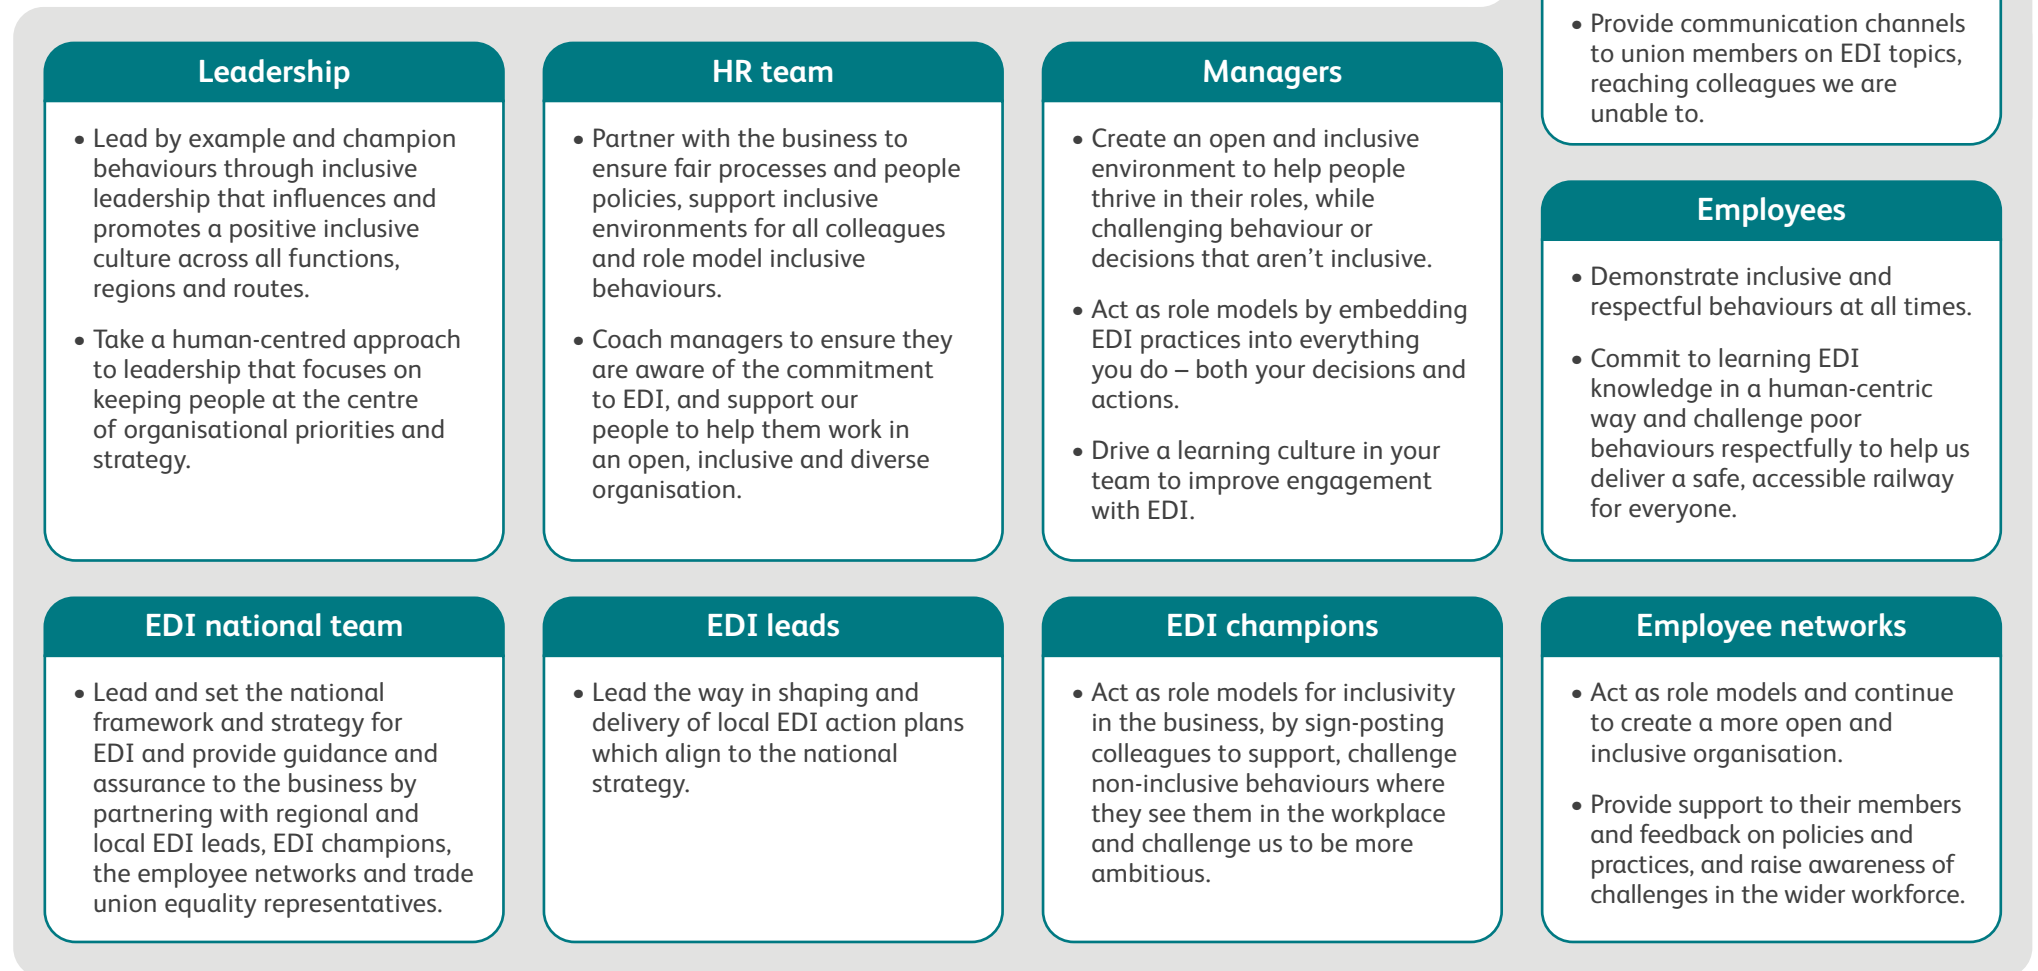 • Provide communication channels
to union members on EDI topics,
reaching colleagues we are
unable to.
Leadership
• Lead by example and champion
behaviours through inclusive
leadership that influences and
promotes a positive inclusive
culture across all functions,
regions and routes.
• Take a human-centred approach
to leadership that focuses on
keeping people at the centre
of organisational priorities and
strategy.
HR team
• Partner with the business to
ensure fair processes and people
policies, support inclusive
environments for all colleagues
and role model inclusive
behaviours.
• Coach managers to ensure they
are aware of the commitment
to EDI, and support our
people to help them work in
an open, inclusive and diverse
organisation.
Managers
• Create an open and inclusive
environment to help people
thrive in their roles, while
challenging behaviour or
decisions that aren't inclusive.
• Act as role models by embedding
EDI practices into everything
you do – both your decisions and
actions.
• Drive a learning culture in your
team to improve engagement
with EDI.
Employees
• Demonstrate inclusive and
respectful behaviours at all times.
• Commit to learning EDI
knowledge in a human-centric
way and challenge poor
behaviours respectfully to help us
deliver a safe, accessible railway
for everyone.
EDI national team
• Lead and set the national
framework and strategy for
EDI and provide guidance and
assurance to the business by
partnering with regional and
local EDI leads, EDI champions,
the employee networks and trade
union equality representatives.
EDI leads
• Lead the way in shaping and
delivery of local EDI action plans
which align to the national
strategy.
EDI champions
• Act as role models for inclusivity
in the business, by sign-posting
colleagues to support, challenge
non-inclusive behaviours where
they see them in the workplace
and challenge us to be more
ambitious.
Employee networks
• Act as role models and continue
to create a more open and
inclusive organisation.
• Provide support to their members
and feedback on policies and
practices, and raise awareness of
challenges in the wider workforce.